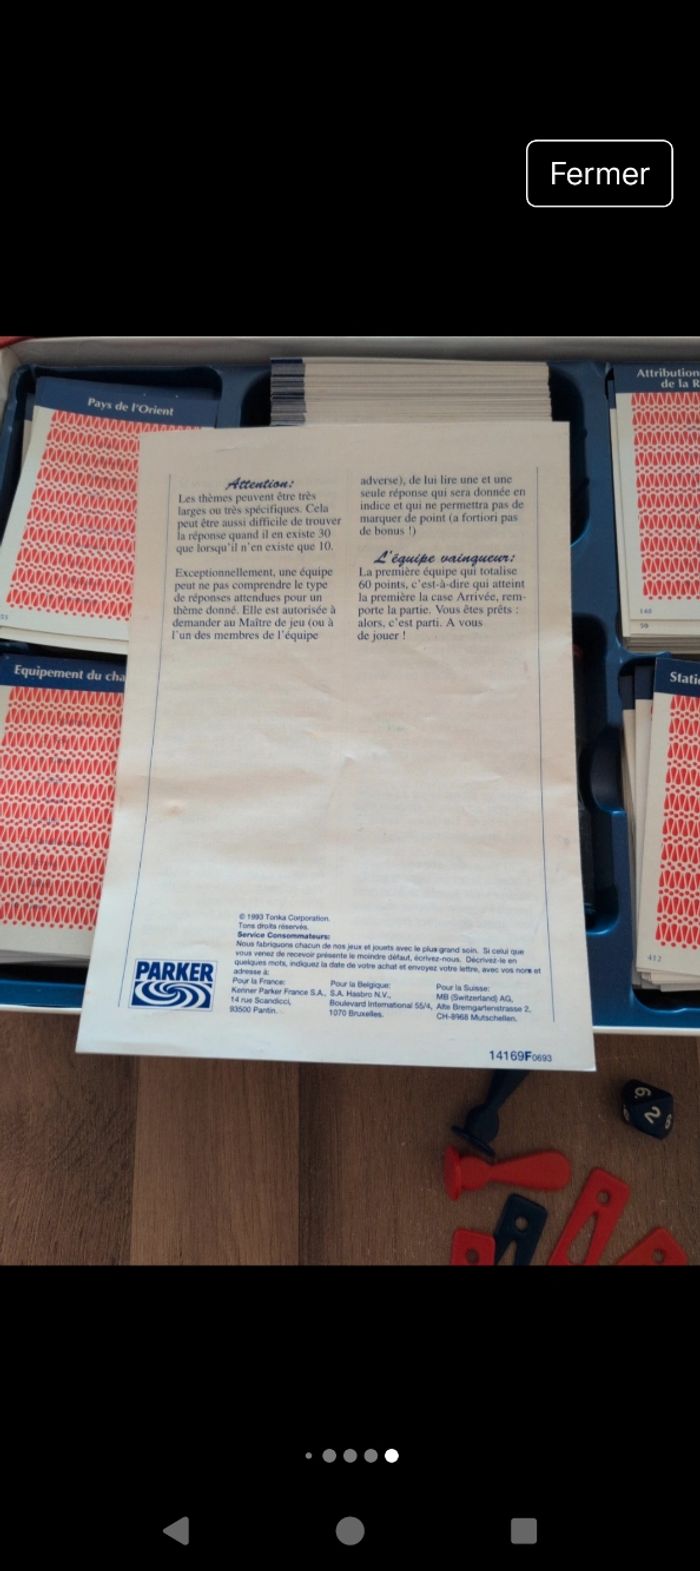 Fermer
Pays de l'Orient
Attribution
de la R
Attention:
Les thèmes peuvent être très
larges ou très spécifiques. Cela
peut être aussi difficile de trouver
la réponse quand il en existe 30
que lorsqu'il n'en existe que 10.
Exceptionnellement, une équipe
peut ne pas comprendre le type
de réponses attendues pour un
thème donné. Elle est autorisée à
demander au Maître de jeu (ou à
l'un des membres de l'équipe
adverse), de lui lire une et une
seule réponse qui sera donnée en
indice et qui ne permettra pas de
marquer de point (a fortiori pas
de bonus !)
L'équipe vainqueur:
La première équipe qui totalise
60 points, c'est-à-dire qui atteint
la première la case Arrivée, rem-
porte la partie. Vous êtes prêts :
alors, c'est parti. A vous
de jouer !
140
50
Equipement du cha
Static
412
© 1993 Tonka Corporation.
Tons droits réservés.
Service Consommateurs:
Nous fabriquons chacun de nos jeux et jouets avec le plus grand soin. Si celui que
vous venez de recevoir présente le moindre défaut, écrivez-nous. Décrivez-le en
quelques mots, indiquez la date de votre achat et envoyez votre lettre, avec vos nom et
adresse à:
PARKER
Pour la France:
Kenner Parker France S.A.,
14 rue Scandicci,
93500 Pantin.
Pour la Belgique:
S.A. Hasbro N.V.,
Boulevard International 55/4,
1070 Bruxelles.
Pour la Suisse:
MB (Switzerland) AG,
Alte Bremgartenstrasse 2,
CH-8968 Mutschellen.
14169F0693
6
2